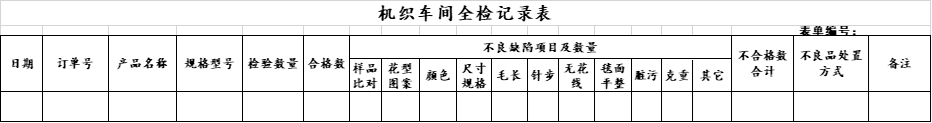 机织车间全检记录表
表单编号：
日期 订单号 产品名称 规格型号 检验数量 合格数 不良缺陷项目及数量 不合格数合计 不良品处置方式 备注
样品比对 花型图案 颜色 尺寸规格 毛长 针步 无花线 毯面平整 脏污 克重 其它